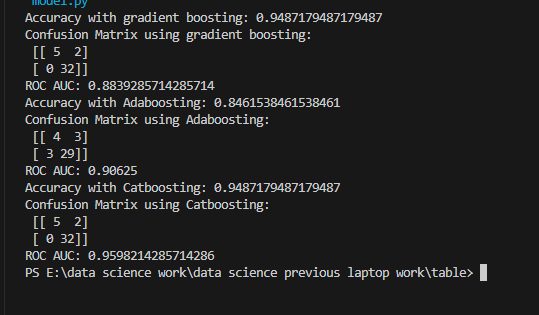 model.py
Accuracy with gradient boosting: 0.9487179487179487
Confusion Matrix using gradient boosting:
[[ 5  2]
[ 0 32]]
ROC AUC: 0.8839285714285714
Accuracy with Adaboosting: 0.8461538461538461
Confusion Matrix using Adaboosting:
[[ 4  3]
[ 3 29]]
ROC AUC: 0.90625
Accuracy with Catboosting: 0.9487179487179487
Confusion Matrix using Catboosting:
[[ 5  2]
[ 0 32]]
ROC AUC: 0.9598214285714286
PS E:\data science work\data science previous laptop work\table>